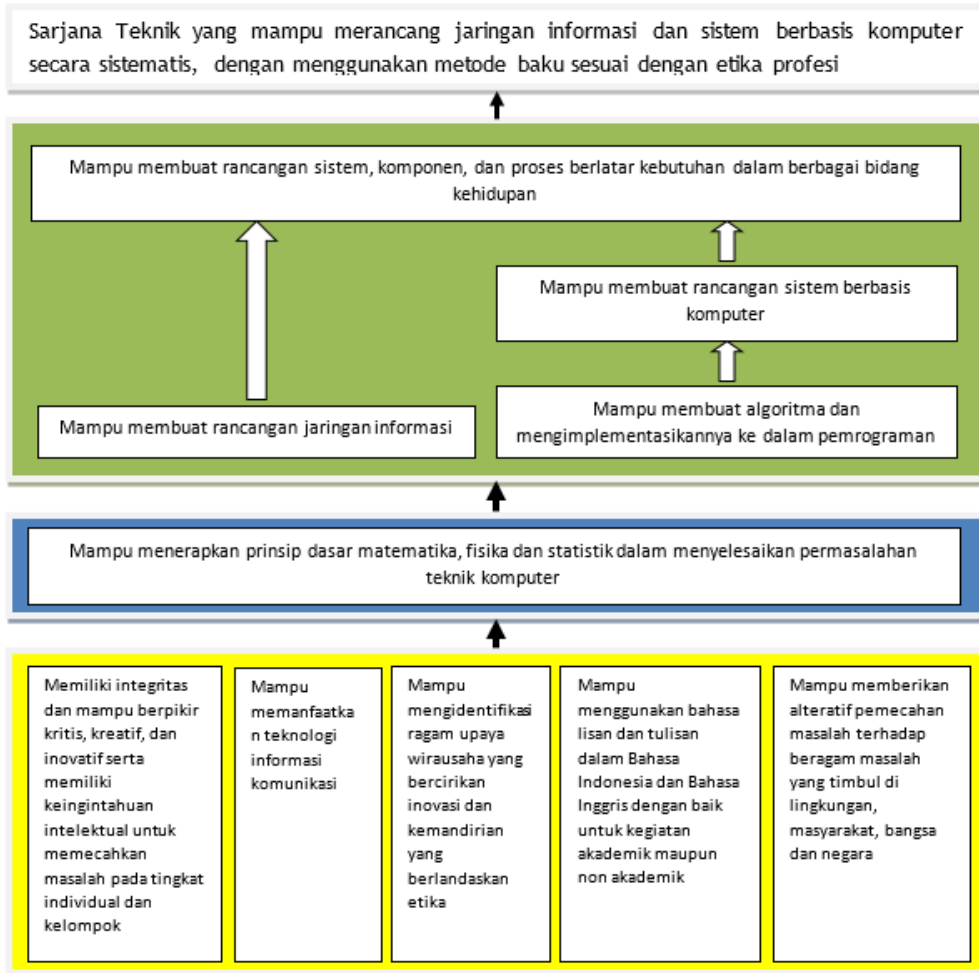 Sarjana Teknik yang mampu merancang jaringan informasi dan sistem berbasis komputer
secara sistematis, dengan menggunakan metode baku sesuai dengan etika profesi
Mampu membuat rancangan sistem, komponen, dan proses berlatar kebutuhan dalam berbagai bidang
kehidupan
Mampu membuat rancangan sistem berbasis
komputer
Mampu membuat rancangan jaringan informasi
Mampu membuat algoritma dan
mengimplementasikannya ke dalam pemrograman
Mampu menerapkan prinsip dasar matematika, fisika dan statistik dalam menyelesaikan permasalahan
teknik komputer
Memiliki integritas
dan mampu berpikir
kritis, kreatif, dan
inovatif serta
memiliki
keingintahuan
intelektual untuk
memecahkan
masalah pada tingkat
individual dan
kelompok
Mampu
memanfaatka
n teknologi
informasi
komunikasi
Mampu
mengidentifikasi
ragam upaya
wirausaha yang
bercirikan
inovasi dan
kemandirian
yang
berlandaskan
etika
Mampu
menggunakan bahasa
lisan dan tulisan
dalam Bahasa
Indonesia dan Bahasa
Inggris dengan baik
untuk kegiatan
akademik maupun
non akademik
Mampu memberikan
alteratif pemecahan
masalah terhadap
beragam masalah
yang timbul di
lingkungan,
masyarakat, bangsa
dan negara